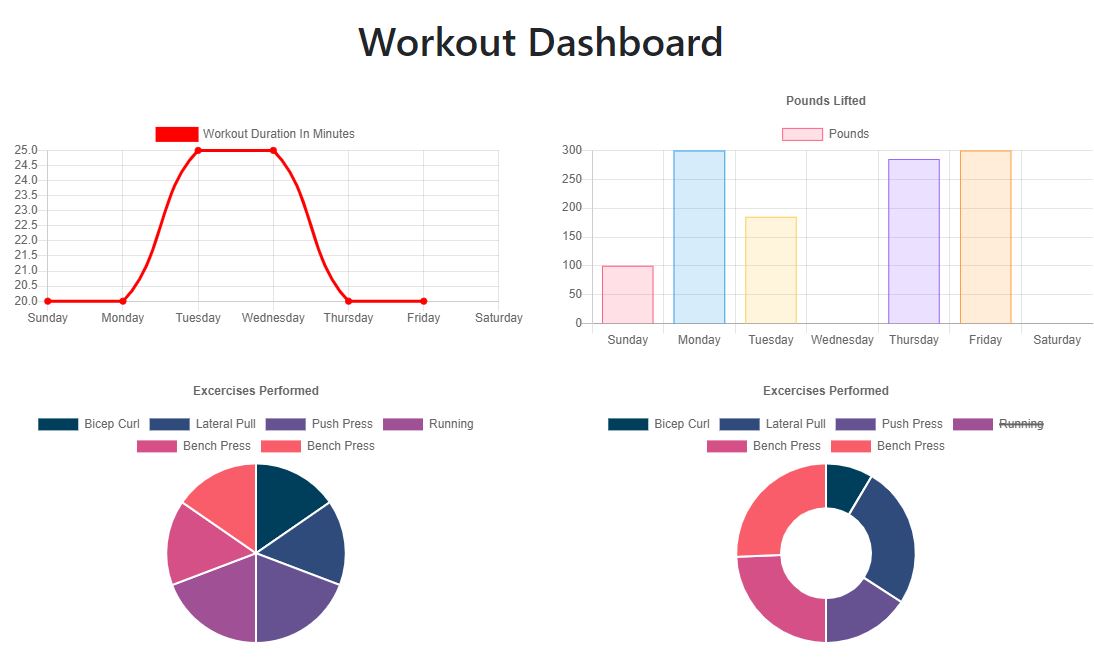 Workout Dashboard
Workout Duration In Minutes
25.0
24.5
24.0
23.5
23.0
22.5
22.0
21.5
21.0
20.5
20.0
Sunday Monday Tuesday Wednesday Thursday Friday Saturday
Pounds Lifted
Pounds
300
250
200
150
100
50
0
Sunday Monday Tuesday Wednesday Thursday Friday Saturday
Excercises Performed
Bicep Curl Lateral Pull Push Press Running
Bench Press Bench Press
Excercises Performed
Bicep Curl Lateral Pull Push Press Running
Bench Press Bench Press